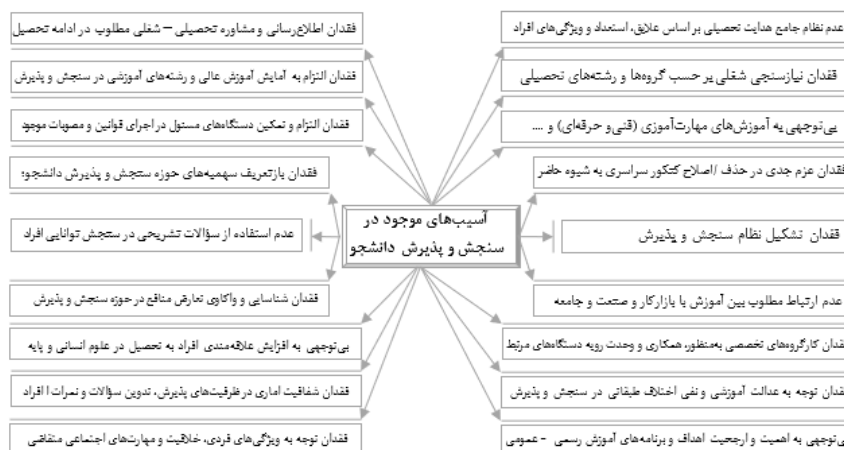 عدم نظام جامع هدایت تحصیلی بر اساس علایق، استعداد و ویژگی‌های افراد
فقدان نیازسنجی شغلی بر حسب گروه‌ها و رشته‌های تحصیلی
بی‌توجهی به آموزش‌های مهارت‌آموزی (فنی‌و حرفه‌ای) و ....
فقدان عزم جدی در حذف /اصلاح کنکور سراسری به شیوه حاضر
فقدان تشکیل نظام سنجش و پذیرش
عدم ارتباط مطلوب بین آموزش با بازارکار و صنعت و جامعه
فقدان کارگروه‌های تخصصی به‌منظور، همکاری و وحدت رویه دستگاه‌های مرتبط
فقدان توجه به عدالت آموزشی و نفی اختلاف طبقاتی در سنجش و پذیرش
بی‌توجهی به اهمیت و ارجحیت اهداف و برنامه‌های آموزش رسمی - عمومی
آسیب‌های موجود در
سنجش و پذیرش دانشجو
فقدان اطلاع‌رسانی و مشاوره تحصیلی – شغلی مطلوب در ادامه تحصیل
فقدان التزام به آمایش آموزش عالی و رشته‌های آموزشی در سنجش و پذیرش
فقدان التزام و تمکین دستگاه‌های مسئول در اجرای قوانین و مصوبات موجود
فقدان بازتعریف سهمیه‌های حوزه سنجش و پذیرش دانشجو؛
عدم استفاده از سؤالات تشریحی در سنجش توانایی افراد
فقدان شناسایی و واکاوی تعارض منافع در حوزه سنجش و پذیرش
بی‌توجهی به افزایش علاقه‌مندی افراد به تحصیل در علوم انسانی و پایه
فقدان شفافیت آماری در ظرفیت‌های پذیرش، تدوین سؤالات و نمرات ا افراد
فقدان توجه به ویژگی‌های فردی، خلاقیت و مهارت‌های اجتماعی متقاضی